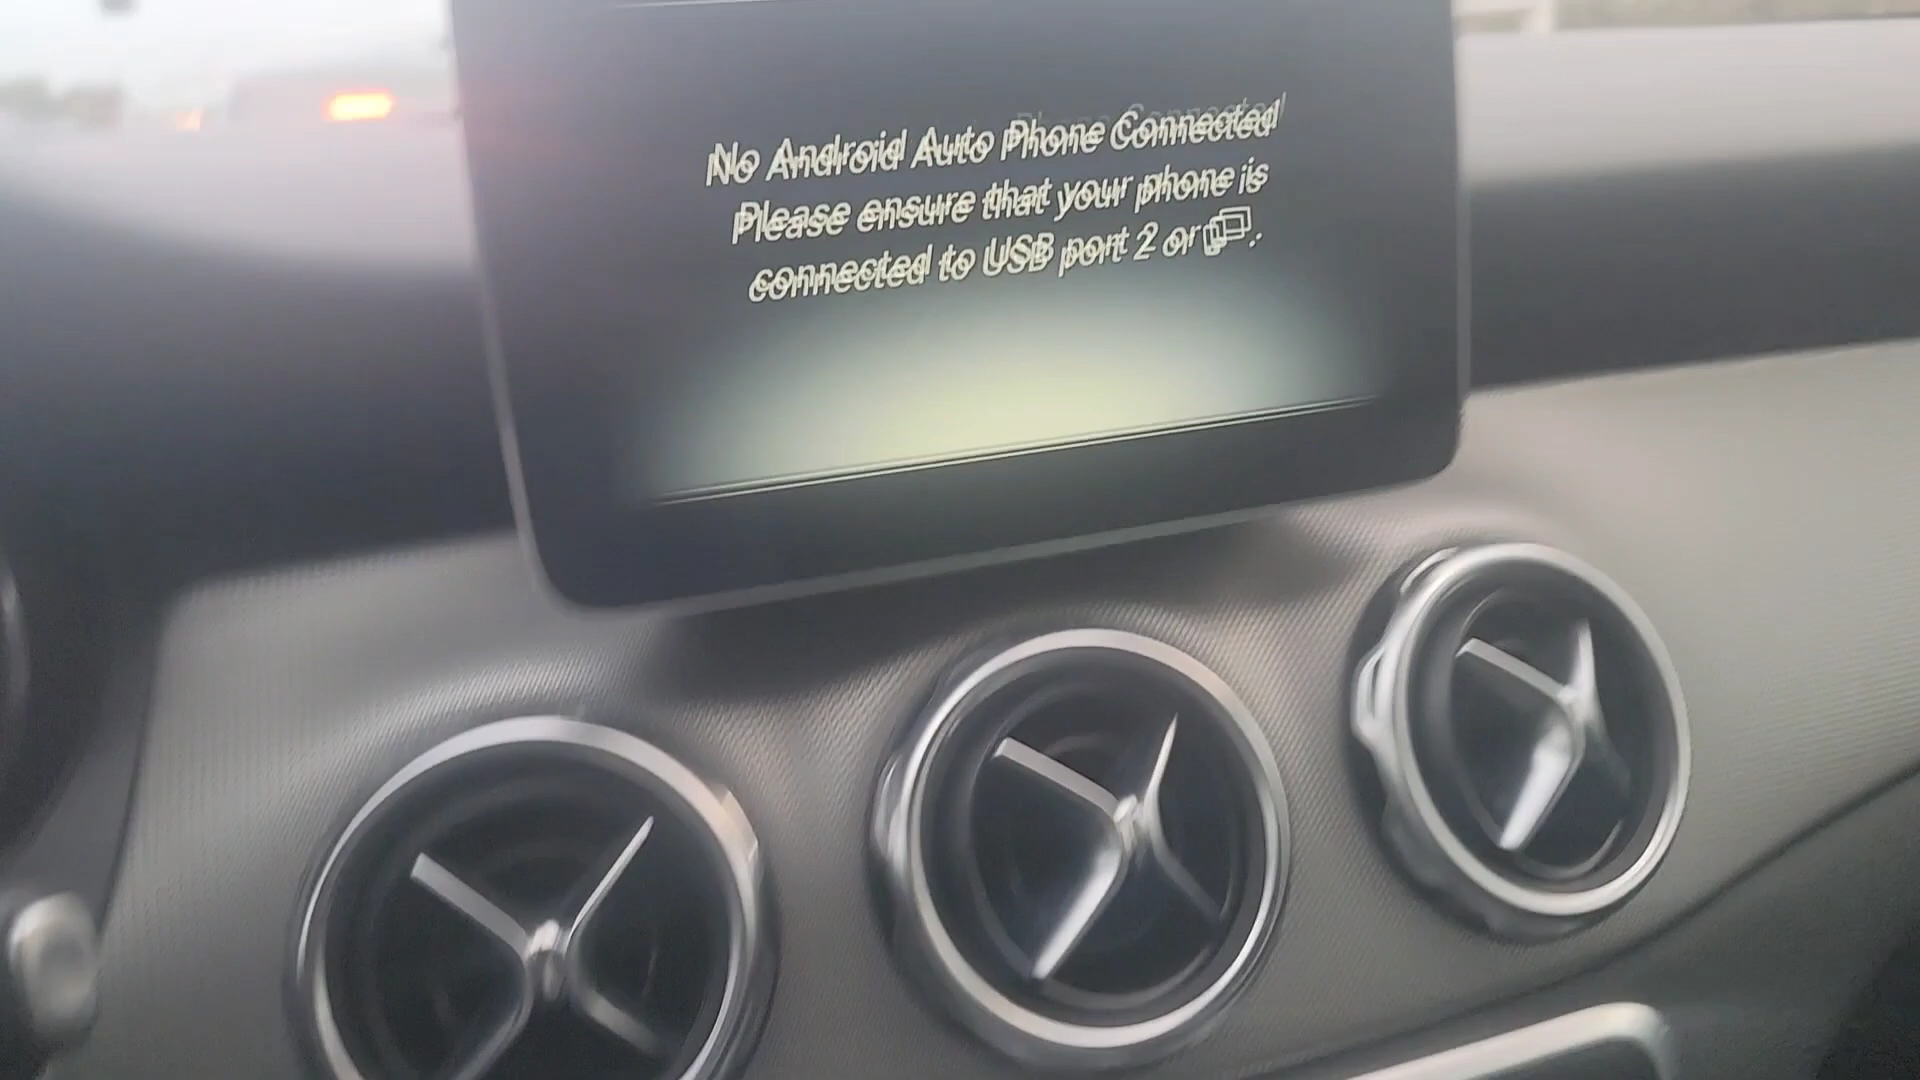 No Android Auto Phone Connected
Please ensure that your phone is
connected to USB port 2 or .